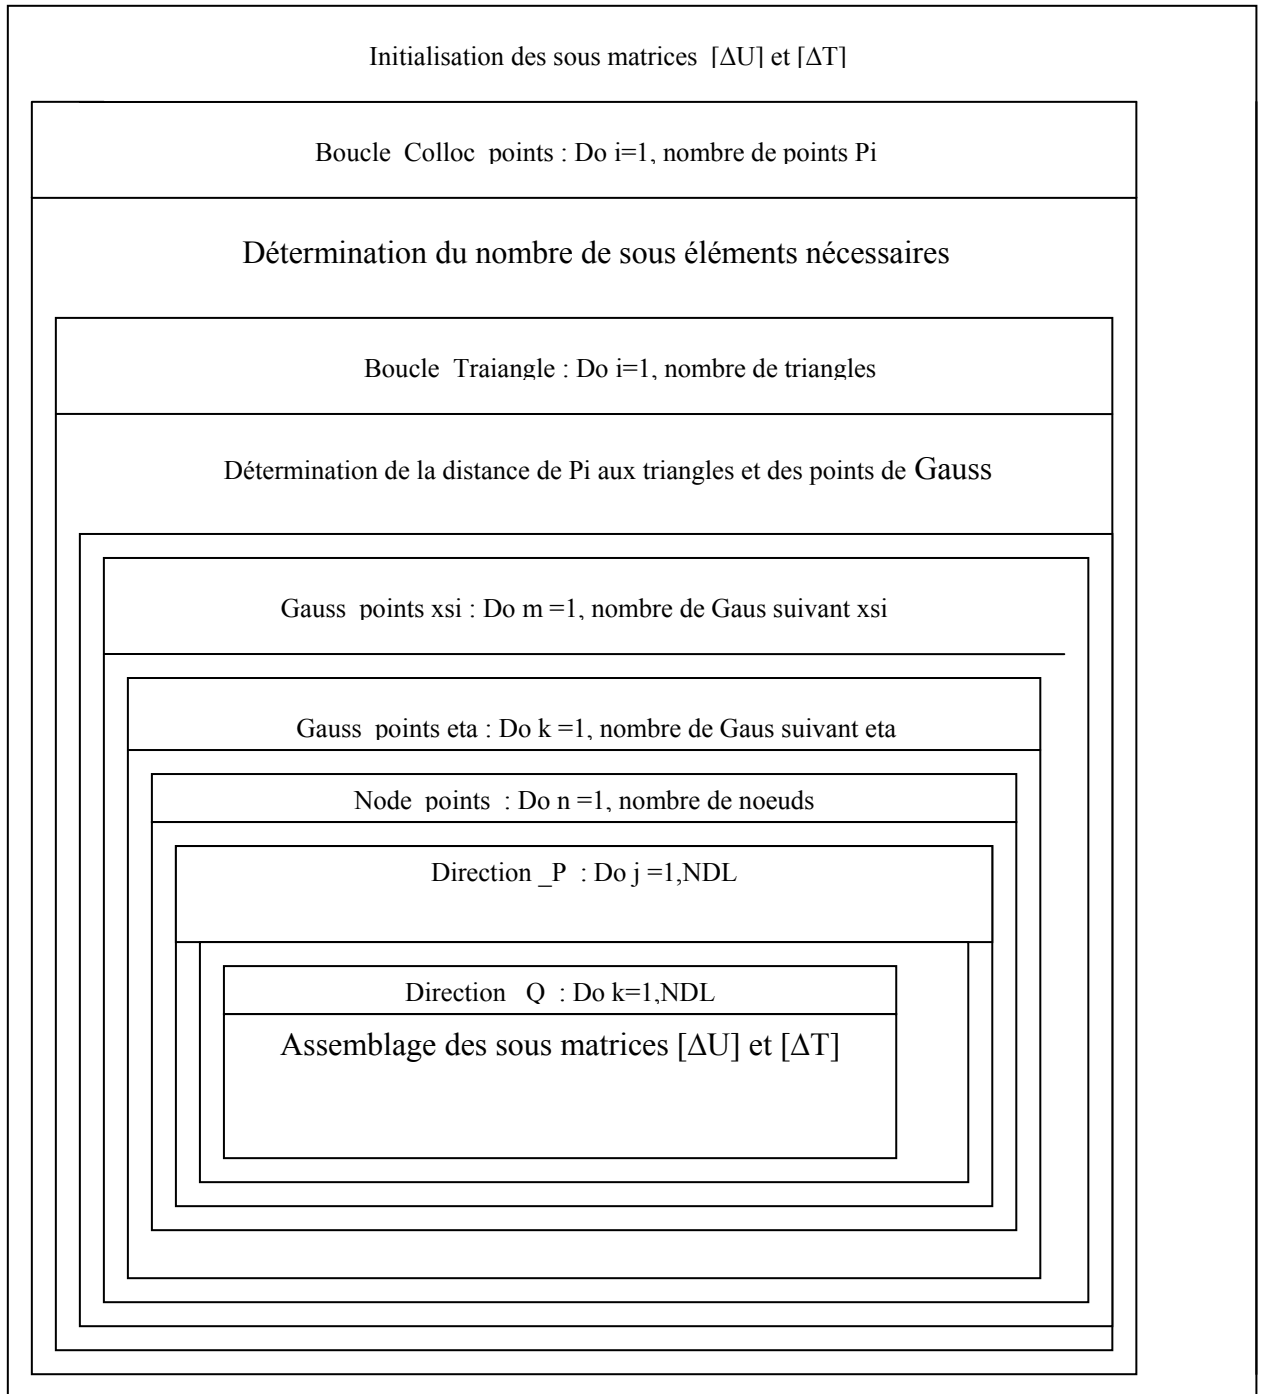 Initialisation des sous matrices [ΔU] et [ΔT]
Boucle Colloc points : Do i=1, nombre de points Pi
Détermination du nombre de sous éléments nécessaires
Boucle Traiangle : Do i=1, nombre de triangles
Détermination de la distance de Pi aux triangles et des points de Gauss
Gauss points xsi : Do m =1, nombre de Gaus suivant xsi
Gauss points eta : Do k =1, nombre de Gaus suivant eta
Node points : Do n =1, nombre de noeuds
Direction _P : Do j =1,NDL
Direction Q : Do k=1,NDL
Assemblage des sous matrices [ΔU] et [ΔT]